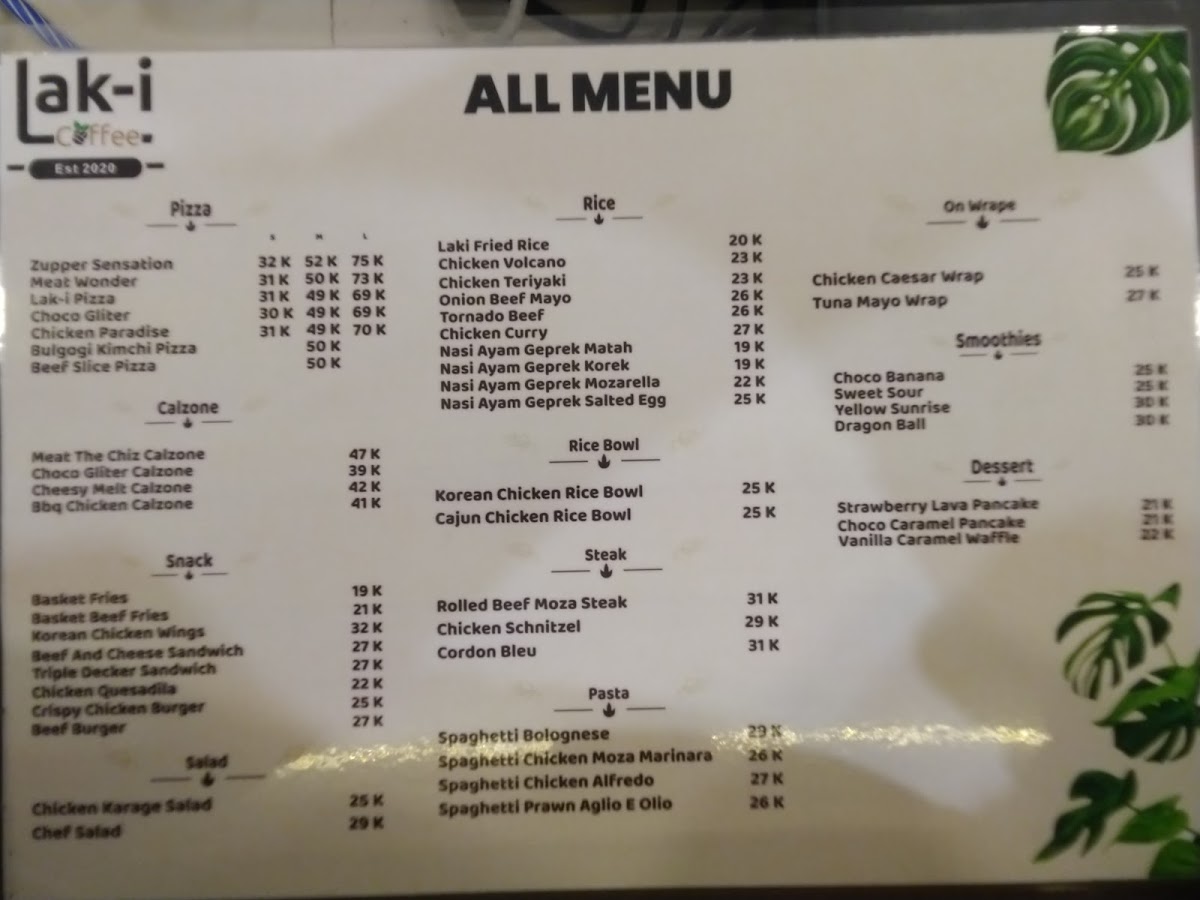 Lak-i
Coffee
Est 2020
ALL MENU
Pizza
S M L
Zupper Sensation 32 K 52 K 75 K
Meat Wonder 31 K 50 K 73 K
Lak-i Pizza 31 K 49 K 69 K
Choco Gliter 30 K 49 K 69 K
Chicken Paradise 31 K 49 K 70 K
Bulgogi Kimchi Pizza 50 K
Beef Slice Pizza 50 K
Calzone
Meat The Chiz Calzone 47 K
Choco Gliter Calzone 39 K
Cheesy Melt Calzone 42 K
Bbq Chicken Calzone 41 K
Snack
Basket Fries 19 K
Basket Beef Fries 21 K
Korean Chicken Wings 32 K
Beef And Cheese Sandwich 27 K
Triple Decker Sandwich 27 K
Chicken Quesadila 22 K
Crispy Chicken Burger 25 K
Beef Burger 27 K
Salad
Chicken Karage Salad 25 K
Chef Salad 29 K
Rice
Laki Fried Rice 20 K
Chicken Volcano 23 K
Chicken Teriyaki 23 K
Onion Beef Mayo 26 K
Tornado Beef 26 K
Chicken Curry 27 K
Nasi Ayam Geprek Matah 19 K
Nasi Ayam Geprek Korek 19 K
Nasi Ayam Geprek Mozarella 22 K
Nasi Ayam Geprek Salted Egg 25 K
Rice Bowl
Korean Chicken Rice Bowl 25 K
Cajun Chicken Rice Bowl 25 K
Steak
Rolled Beef Moza Steak 31 K
Chicken Schnitzel 29 K
Cordon Bleu 31 K
Pasta
Spaghetti Bolognese 29 K
Spaghetti Chicken Moza Marinara 26 K
Spaghetti Chicken Alfredo 27 K
Spaghetti Prawn Aglio E Olio 26 K
On Wrape
Chicken Caesar Wrap 25 K
Tuna Mayo Wrap 27 K
Smoothies
Choco Banana 25 K
Sweet Sour 25 K
Yellow Sunrise 30 K
Dragon Ball 30 K
Dessert
Strawberry Lava Pancake 21 K
Choco Caramel Pancake 21 K
Vanilla Caramel Waffle 22 K